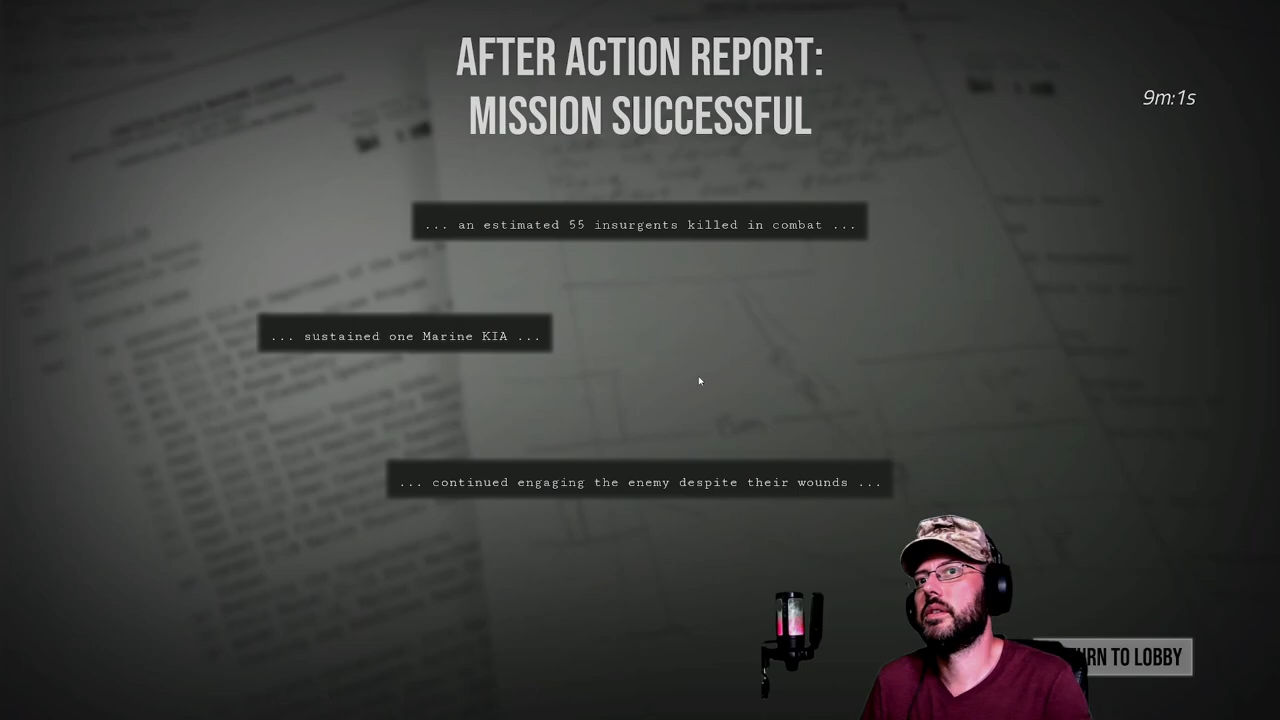 AFTER ACTION REPORT:
MISSION SUCCESSFUL
9m:1s
... an estimated 55 insurgents killed in combat ...
... sustained one Marine KIA ...
... continued engaging the enemy despite their wounds ...
TO LOBBY